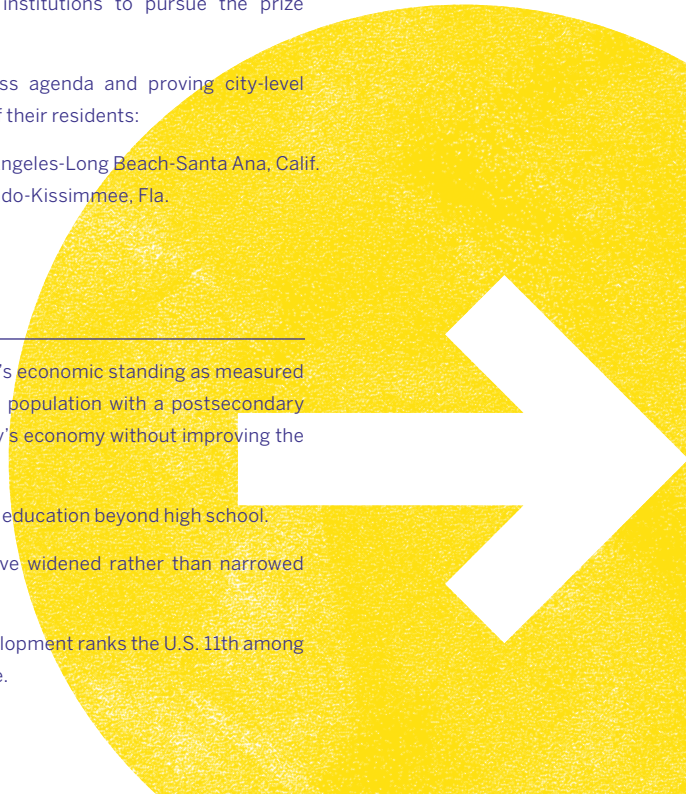 institutions to pursue the prize
ss agenda and proving city-level
f their residents:
ngeles-Long Beach-Santa Ana, Calif.
do-Kissimmee, Fla.
’s economic standing as measured
population with a postsecondary
y’s economy without improving the
education beyond high school.
ve widened rather than narrowed
lopment ranks the U.S. 11th among
e.